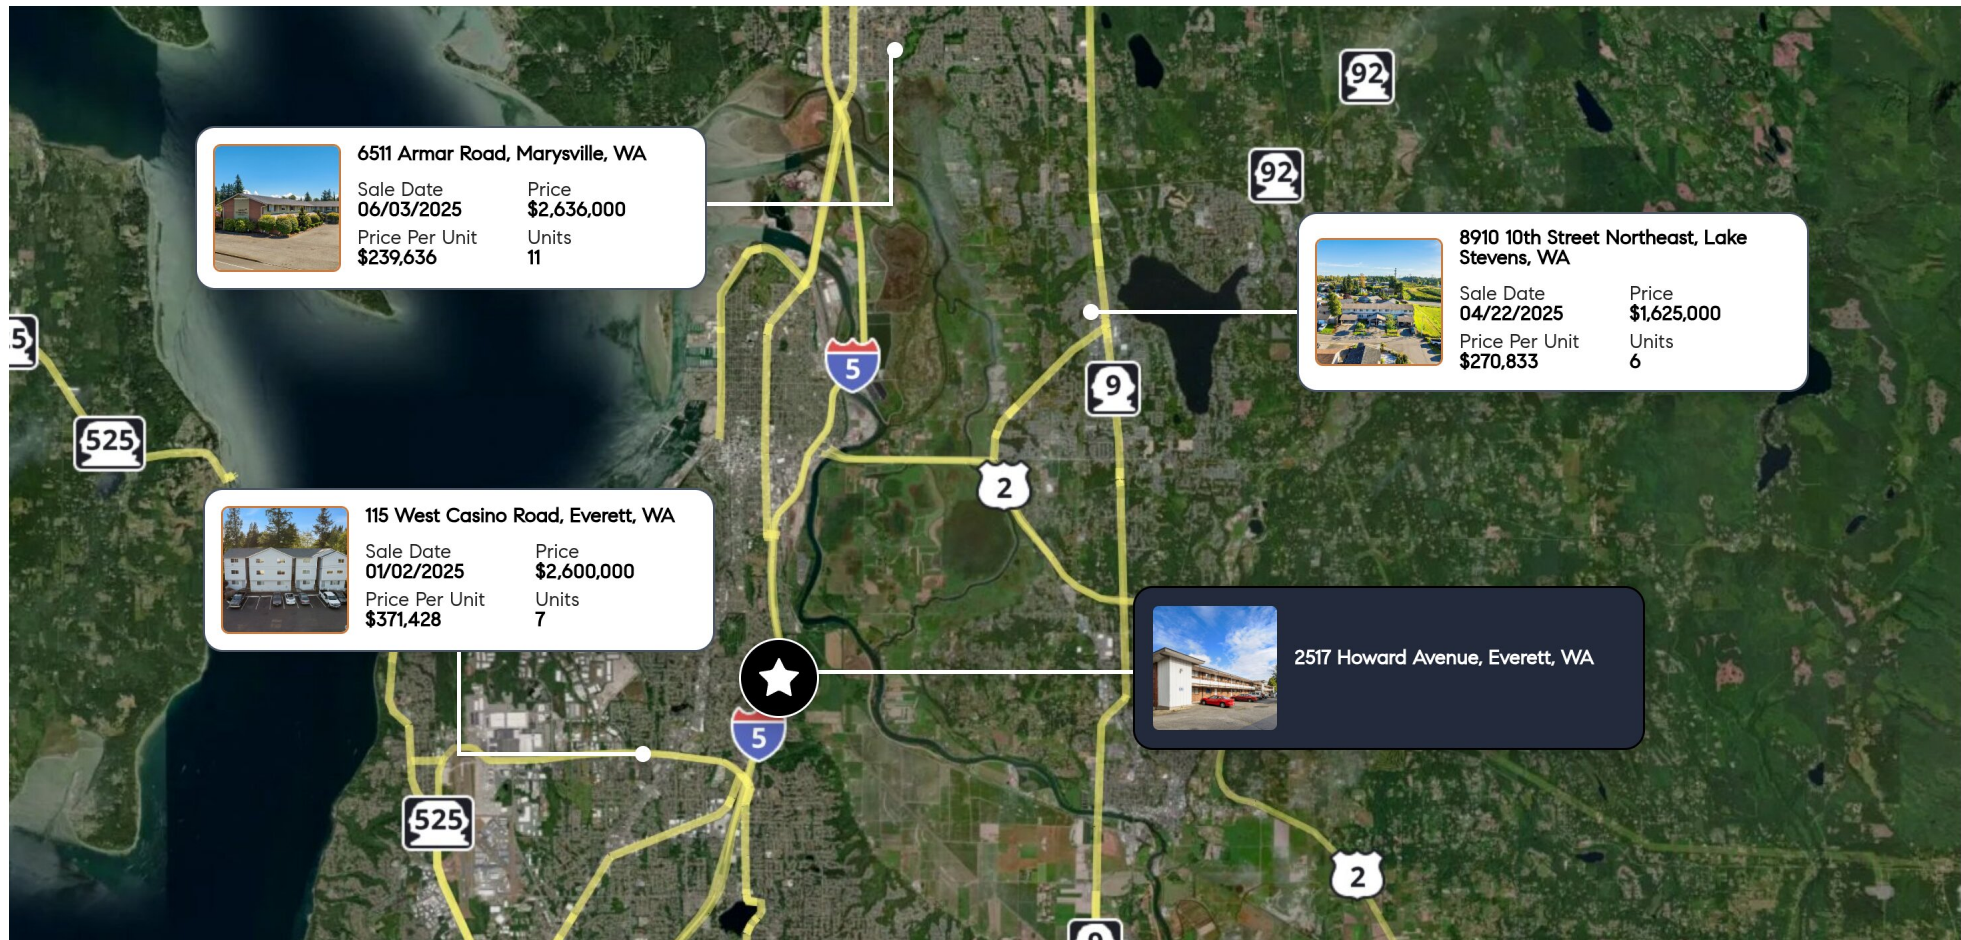 92
92
6511 Armar Road, Marysville, WA
Sale Date
06/03/2025
Price
$2,636,000
Price Per Unit
$239,636
Units
11
8910 10th Street Northeast, Lake
Stevens, WA
Sale Date
04/22/2025
Price
$1,625,000
Price Per Unit
$270,833
Units
6
5
5
9
525
2
115 West Casino Road, Everett, WA
Sale Date
01/02/2025
Price
$2,600,000
Price Per Unit
$371,428
Units
7
2517 Howard Avenue, Everett, WA
5
525
2
9